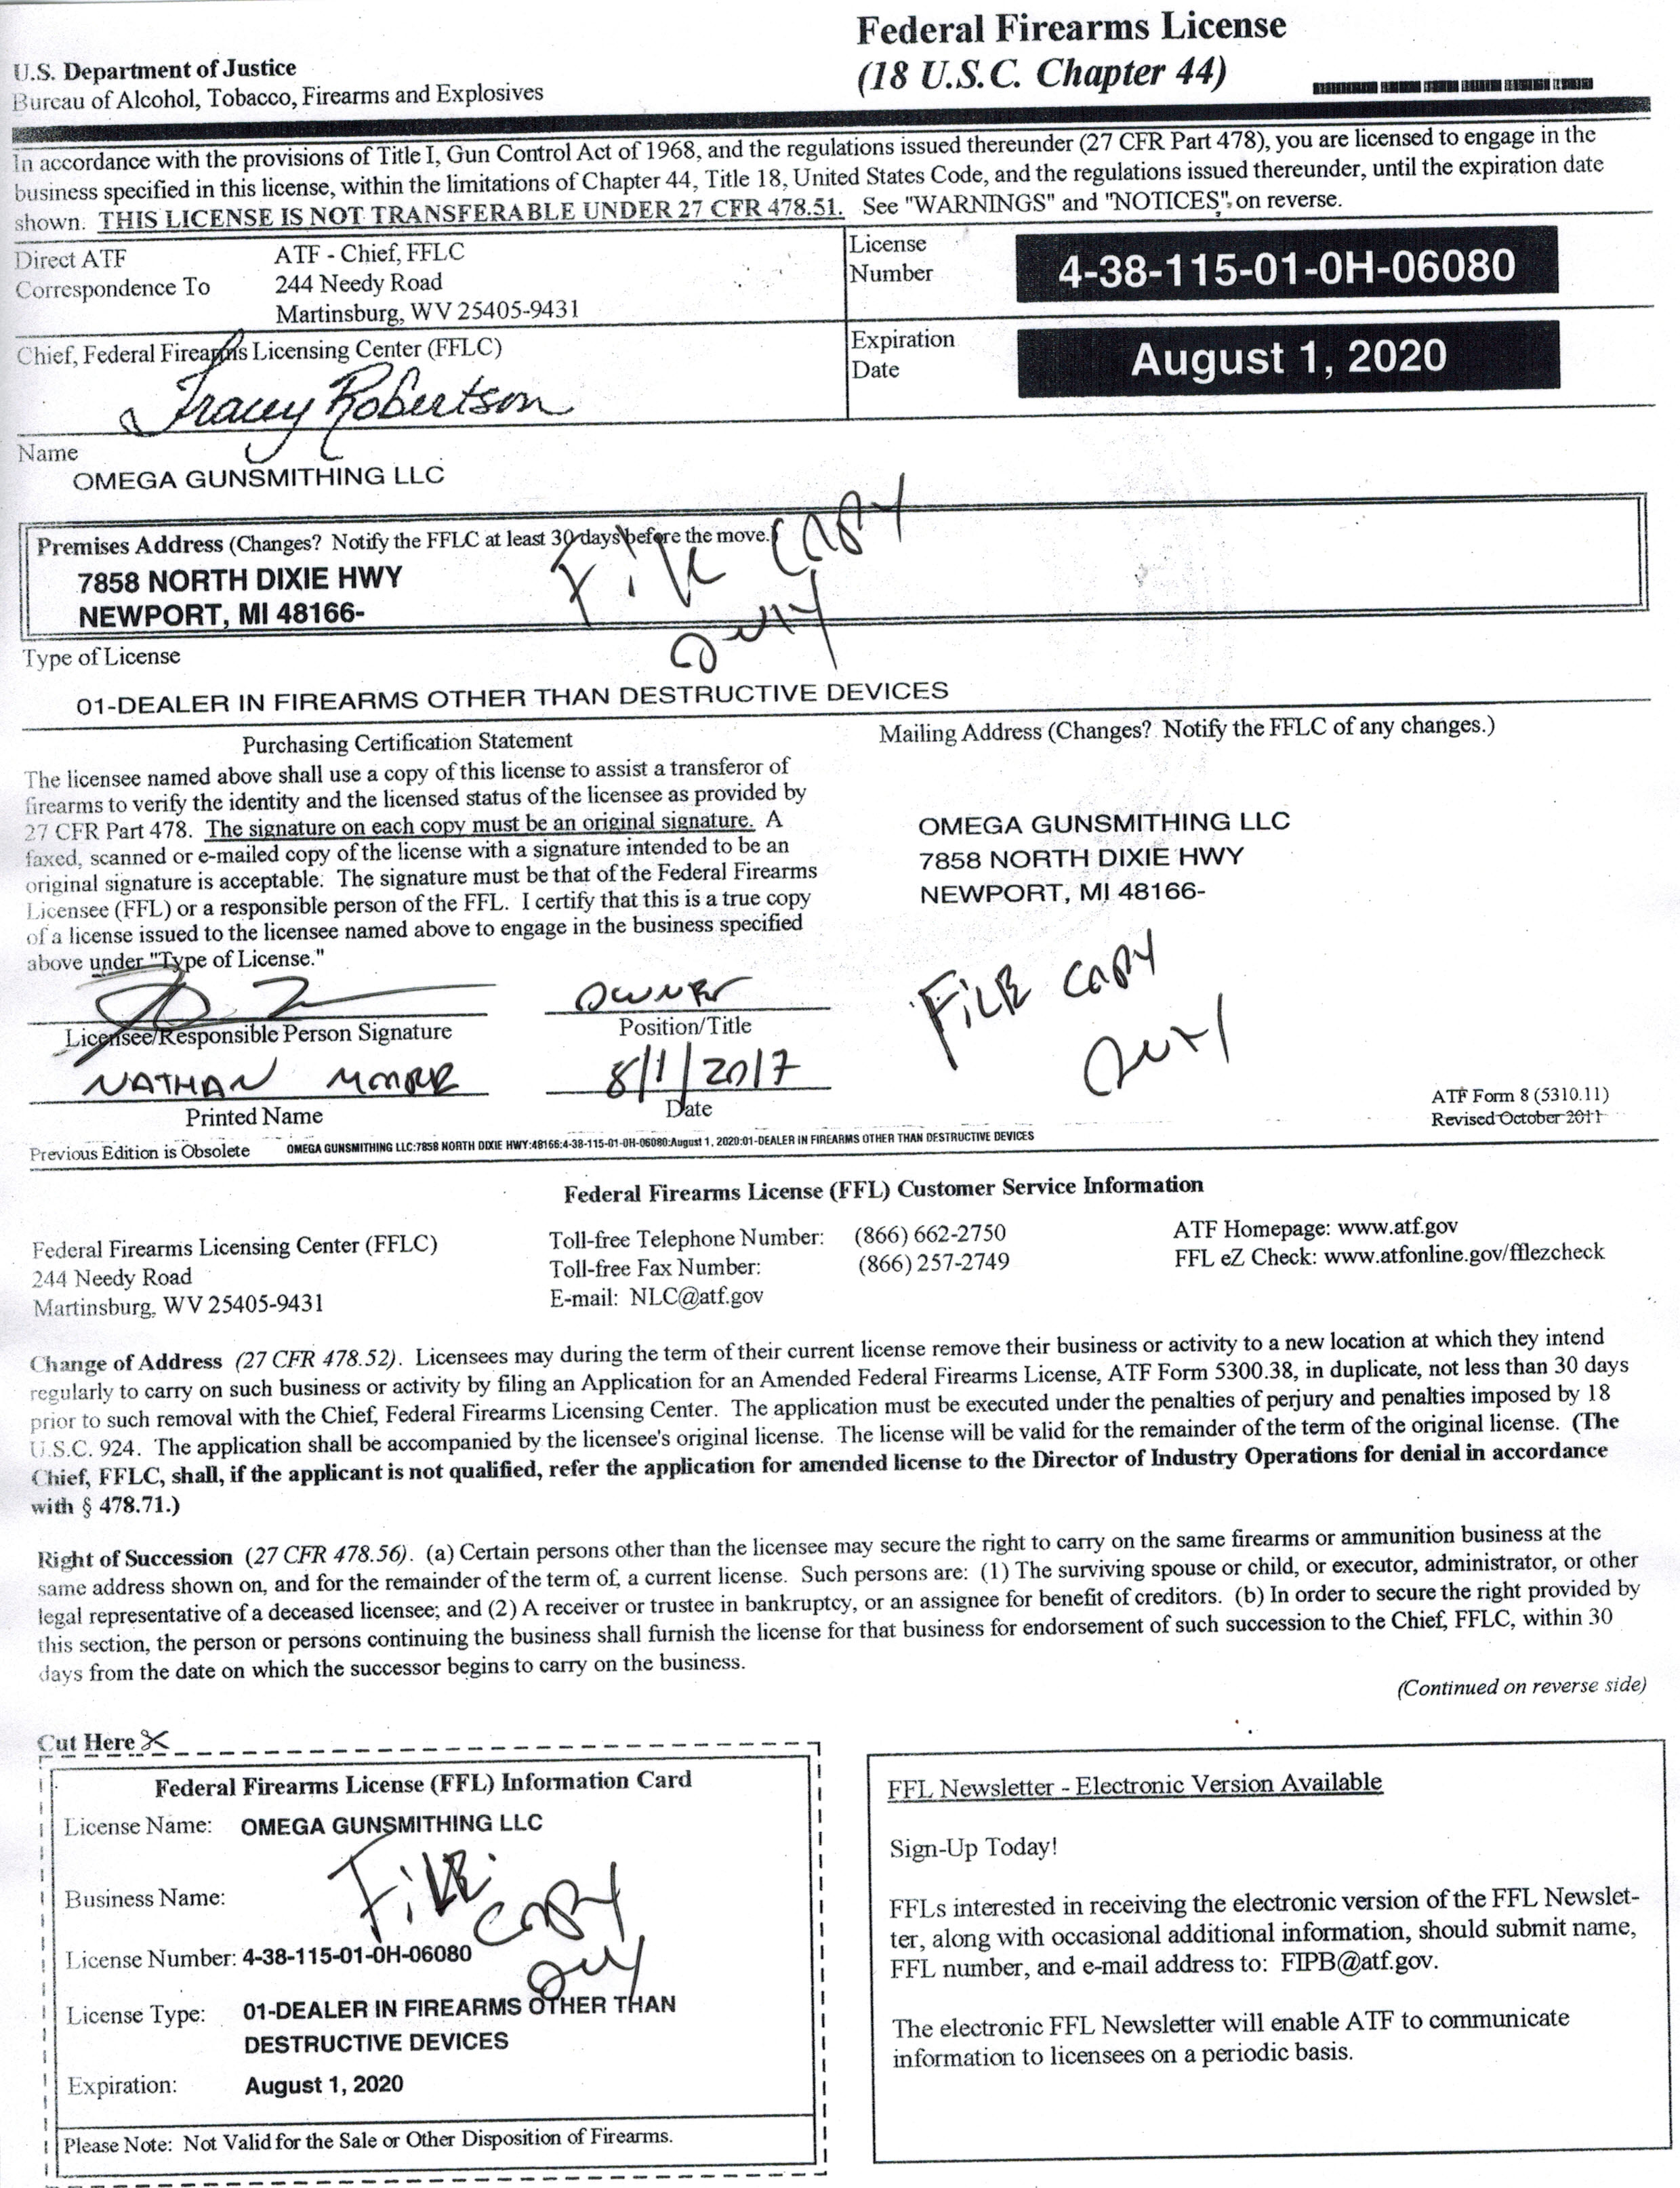 Federal Firearms License
(18 U.S.C. Chapter 44)
U.S. Department of Justice
Bureau of Alcohol, Tobacco, Firearms and Explosives
In accordance with the provisions of Title I, Gun Control Act of 1968, and the regulations issued thereunder (27 CFR Part 478), you are licensed to engage in the
business specified in this license, within the limitations of Chapter 44, Title 18, United States Code, and the regulations issued thereunder, until the expiration date
shown. THIS LICENSE IS NOT TRANSFERABLE UNDER 27 CFR 478.51. See "WARNINGS" and "NOTICES" on reverse.
Direct ATF
Correspondence To
ATF - Chief, FFLC
244 Needy Road
Martinsburg, WV 25405-9431
License
Number
4-38-115-01-0H-06080
Chief, Federal Firearms Licensing Center (FFLC)
Tracey Robertson
Expiration
Date
August 1, 2020
Name
OMEGA GUNSMITHING LLC
Premises Address (Changes? Notify the FFLC at least 30 days before the move.)
7858 NORTH DIXIE HWY
NEWPORT, MI 48166-
File COPY
ONLY
Type of License
01-DEALER IN FIREARMS OTHER THAN DESTRUCTIVE DEVICES
Purchasing Certification Statement
The licensee named above shall use a copy of this license to assist a transferor of
firearms to verify the identity and the licensed status of the licensee as provided by
27 CFR Part 478. The signature on each copy must be an original signature. A
faxed, scanned or e-mailed copy of the license with a signature intended to be an
original signature is acceptable. The signature must be that of the Federal Firearms
Licensee (FFL) or a responsible person of the FFL. I certify that this is a true copy
of a license issued to the licensee named above to engage in the business specified
above under "Type of License."
Mailing Address (Changes? Notify the FFLC of any changes.)
OMEGA GUNSMITHING LLC
7858 NORTH DIXIE HWY
NEWPORT, MI 48166-
FILE COPY
ONLY
OWNER
Licensee/Responsible Person Signature
Position/Title
NATHAN MOORE
8/1/2017
Printed Name
Date
ATF Form 8 (5310.11)
Revised October 2011
Previous Edition is Obsolete
OMEGA GUNSMITHING LLC:7858 NORTH DIXIE HWY:48166:4-38-115-01-0H-06080:August 1, 2020:01-DEALER IN FIREARMS OTHER THAN DESTRUCTIVE DEVICES
Federal Firearms License (FFL) Customer Service Information
Federal Firearms Licensing Center (FFLC)
244 Needy Road
Martinsburg, WV 25405-9431
Toll-free Telephone Number: (866) 662-2750
Toll-free Fax Number: (866) 257-2749
E-mail: NLC@atf.gov
ATF Homepage: www.atf.gov
FFL eZ Check: www.atfonline.gov/fflezcheck
Change of Address (27 CFR 478.52). Licensees may during the term of their current license remove their business or activity to a new location at which they intend
regularly to carry on such business or activity by filing an Application for an Amended Federal Firearms License, ATF Form 5300.38, in duplicate, not less than 30 days
prior to such removal with the Chief, Federal Firearms Licensing Center. The application must be executed under the penalties of perjury and penalties imposed by 18
U.S.C. 924. The application shall be accompanied by the licensee's original license. The license will be valid for the remainder of the term of the original license. (The
Chief, FFLC, shall, if the applicant is not qualified, refer the application for amended license to the Director of Industry Operations for denial in accordance
with § 478.71.)
Right of Succession (27 CFR 478.56). (a) Certain persons other than the licensee may secure the right to carry on the same firearms or ammunition business at the
same address shown on, and for the remainder of the term of, a current license. Such persons are: (1) The surviving spouse or child, or executor, administrator, or other
legal representative of a deceased licensee; and (2) A receiver or trustee in bankruptcy, or an assignee for benefit of creditors. (b) In order to secure the right provided by
this section, the person or persons continuing the business shall furnish the license for that business for endorsement of such succession to the Chief, FFLC, within 30
days from the date on which the successor begins to carry on the business.
(Continued on reverse side)
Cut Here
Federal Firearms License (FFL) Information Card
License Name: OMEGA GUNSMITHING LLC
Business Name:
FILE
COPY
ONLY
License Number: 4-38-115-01-0H-06080
License Type: 01-DEALER IN FIREARMS OTHER THAN
DESTRUCTIVE DEVICES
Expiration: August 1, 2020
Please Note: Not Valid for the Sale or Other Disposition of Firearms.
FFL Newsletter - Electronic Version Available
Sign-Up Today!
FFLs interested in receiving the electronic version of the FFL Newslet-
ter, along with occasional additional information, should submit name,
FFL number, and e-mail address to: FIPB@atf.gov.
The electronic FFL Newsletter will enable ATF to communicate
information to licensees on a periodic basis.